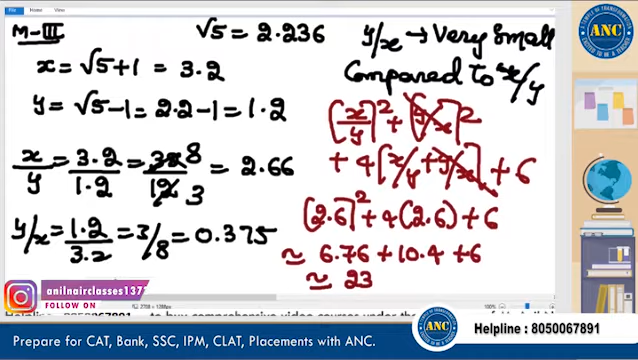 M-III
√5 = 2.236
y/x → Very Small
Compared to x/y
x = √5+1 = 3.2
y = √5-1 = 2.2-1 = 1.2
x/y = 3.2/1.2 = 32 8/12 3 = 2.66
y/x = 1.2/3.2 = 3/8 = 0.375
[x/y]² + [y/x]²
+ 4[x/y + y/x] + 6
(2.6)² + 4(2.6) + 6
≈ 6.76 + 10.4 + 6
≈ 23
ANC
anilnairclasses137
FOLLOW ON
100%
ANC
Helpline : 8050067891
Prepare for CAT, Bank, SSC, IPM, CLAT, Placements with ANC.